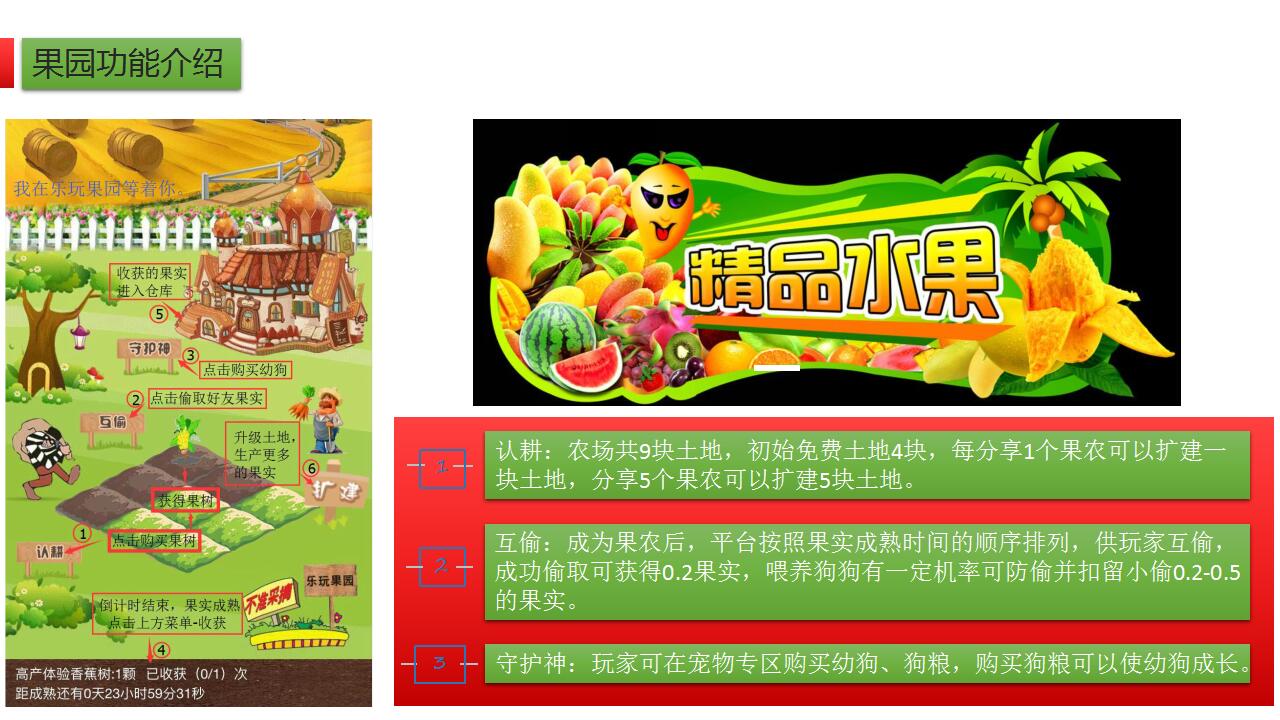 果园功能介绍
我在乐玩果园等着你。
收获的果实
进入仓库
⑤
守护神
③
点击购买幼狗
②
点击偷取好友果实
互偷
升级土地，
生产更多
的果实
⑥
扩建
获得果树
①
点击购买果树
认耕
乐玩果园
不准采摘
倒计时结束，果实成熟
点击上方菜单-收获
④
高产体验香蕉树:1颗 已收获（0/1）次
距成熟还有0天23小时59分31秒
精品水果
1
认耕：农场共9块土地，初始免费土地4块，每分享1个果农可以扩建一
块土地，分享5个果农可以扩建5块土地。
2
互偷：成为果农后，平台按照果实成熟时间的顺序排列，供玩家互偷，
成功偷取可获得0.2果实，喂养狗狗有一定机率可防偷并扣留小偷0.2-0.5
的果实。
3
守护神：玩家可在宠物专区购买幼狗、狗粮，购买狗粮可以使幼狗成长。